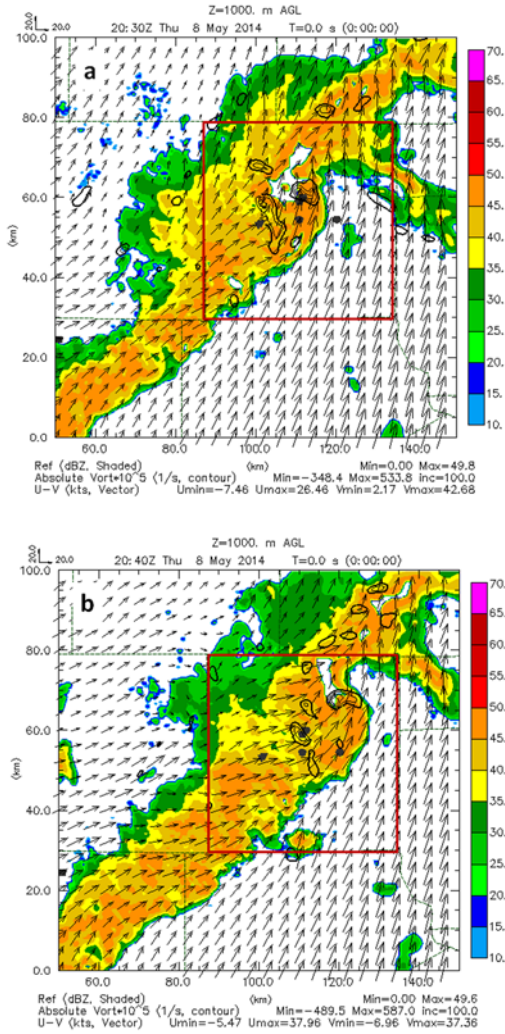 Z=1000. m AGL
20.0
20.0 20:30Z Thu 8 May 2014 T=0.0 s (0:00:00)
100.0
a
70.
80.0
65.
60.
55.
60.0
50.
45.
(km)
40.
40.0
35.
30.
25.
20.0
20.
15.
10.
0.0
60.0 80.0 100.0 120.0 140.0
(km)
Ref (dBZ, Shaded) Min=0.00 Max=49.8
Absolute Vort*10^5 (1/s, contour) Min=-348.4 Max=533.8 inc=100.0
U-V (kts, Vector) Umin=-7.46 Umax=26.46 Vmin=2.17 Vmax=42.68
Z=1000. m AGL
20.0
20.0 20:40Z Thu 8 May 2014 T=0.0 s (0:00:00)
100.0
b
70.
80.0
65.
60.
55.
60.0
50.
45.
(km)
40.
40.0
35.
30.
25.
20.0
20.
15.
10.
0.0
60.0 80.0 100.0 120.0 140.0
(km)
Ref (dBZ, Shaded) Min=0.00 Max=49.6
Absolute Vort*10^5 (1/s, contour) Min=-489.5 Max=587.0 inc=100.0
U-V (kts, Vector) Umin=-5.47 Umax=37.96 Vmin=-6.96 Vmax=37.36